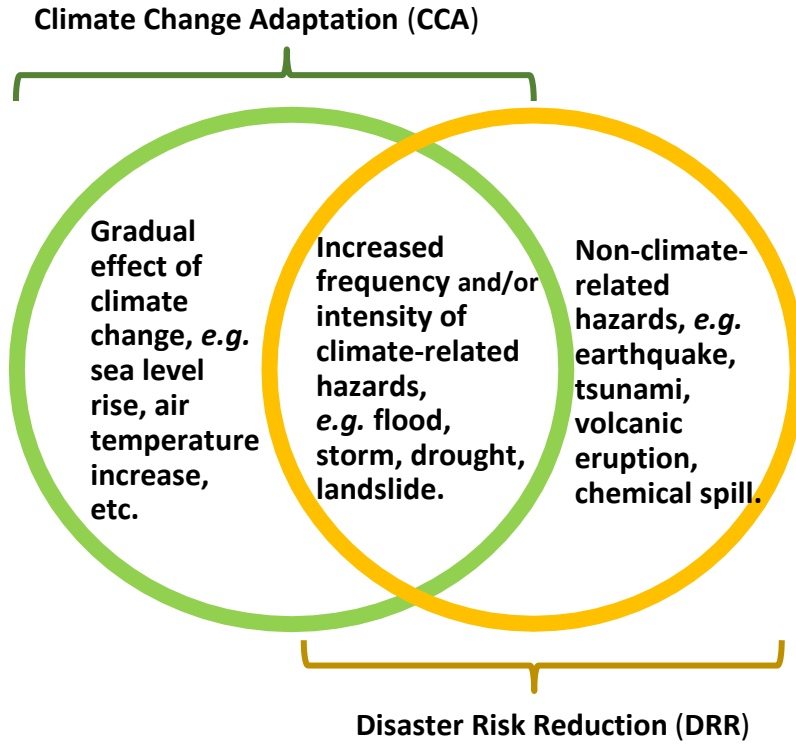 Climate Change Adaptation (CCA)
Gradual
effect of
climate
change, e.g.
sea level
rise, air
temperature
increase,
etc.
Increased
frequency and/or
intensity of
climate-related
hazards,
e.g. flood,
storm, drought,
landslide.
Non-climate-
related
hazards, e.g.
earthquake,
tsunami,
volcanic
eruption,
chemical spill.
Disaster Risk Reduction (DRR)